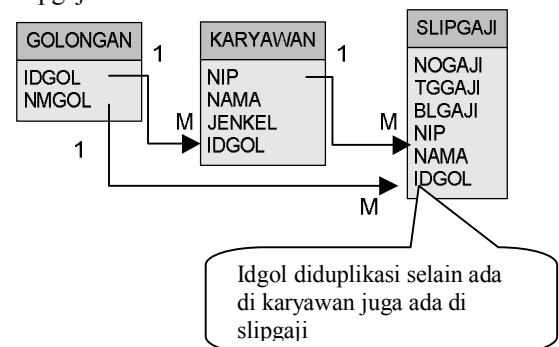 GOLONGAN
IDGOL
NMGOL
1
1
M
KARYAWAN
NIP
NAMA
JENKEL
IDGOL
1
M
M
SLIPGAJI
NOGAJI
TGGAJI
BLGAJI
NIP
NAMA
IDGOL
Idgol diduplikasi selain ada
di karyawan juga ada di
slipgaji